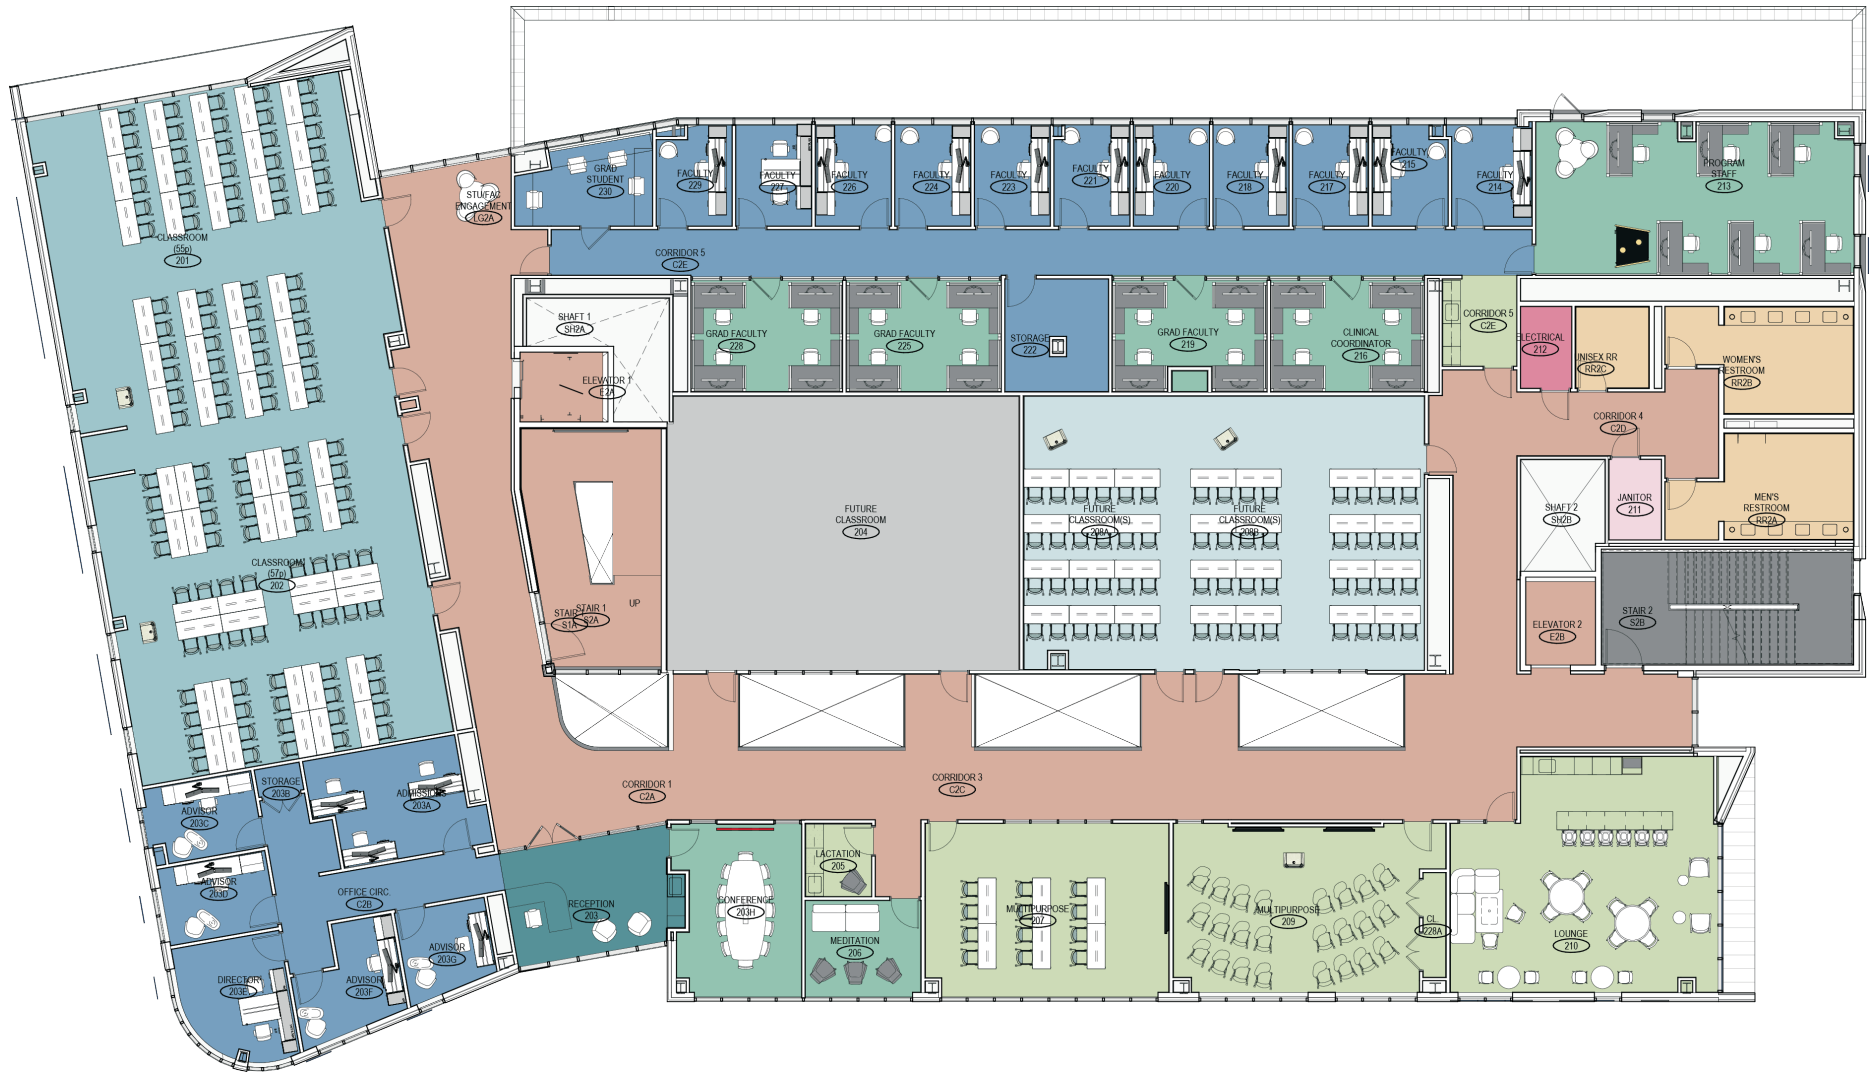 CLASSROOM
(55p)
201
STU/FAC
ENGAGEMENT
LG2A
GRAD
STUDENT
230
FACULTY
229
FACULTY
227
FACULTY
226
FACULTY
224
FACULTY
223
FACULTY
221
FACULTY
220
FACULTY
218
FACULTY
217
FACULTY
215
FACULTY
214
PROGRAM
STAFF
213
CORRIDOR 5
C2E
SHAFT 1
SH2A
ELEVATOR 1
E2A
GRAD FACULTY
228
GRAD FACULTY
225
STORAGE
222
GRAD FACULTY
219
CLINICAL
COORDINATOR
216
CORRIDOR 5
C2E
ELECTRICAL
212
UNISEX RR
RR2C
WOMEN'S
RESTROOM
RR2B
CORRIDOR 4
C2D
FUTURE
CLASSROOM
204
FUTURE
CLASSROOM(S)
208A
FUTURE
CLASSROOM(S)
208B
SHAFT 2
SH2B
JANITOR
211
MEN'S
RESTROOM
RR2A
CLASSROOM
(57p)
202
UP
STAIR 1
S1A
STAIR 1
S2A
ELEVATOR 2
E2B
STAIR 2
S2B
CORRIDOR 1
C2A
CORRIDOR 3
C2C
STORAGE
203B
ADMISSIONS
203A
ADVISOR
203C
ADVISOR
203D
OFFICE CIRC.
C2B
DIRECTOR
203E
ADVISOR
203F
ADVISOR
203G
RECEPTION
203
CONFERENCE
203H
LACTATION
205
MEDITATION
206
MULTIPURPOSE
207
MULTIPURPOSE
209
CL.
228A
LOUNGE
210